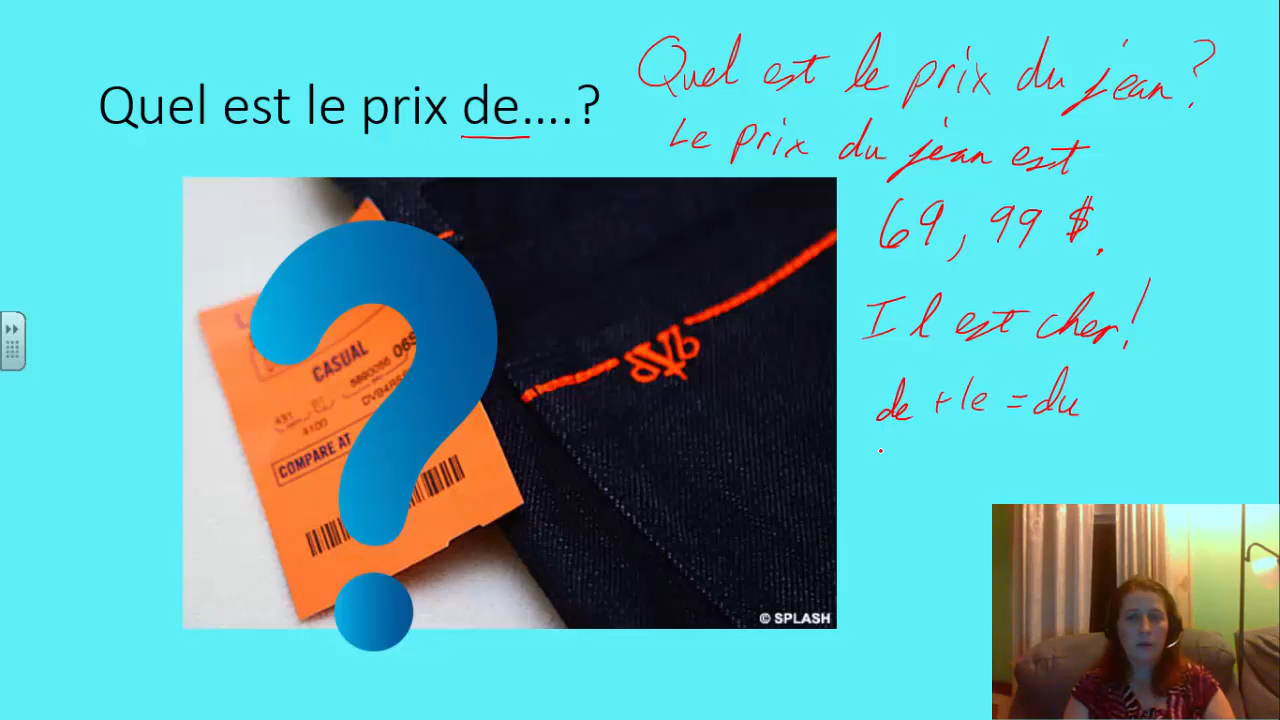 Quel est le prix de....?
Quel est le prix du jean?
Le prix du jean est
69,99 $.
Il est cher!
de + le = du
CASUAL
COMPARE AT
4100
© SPLASH